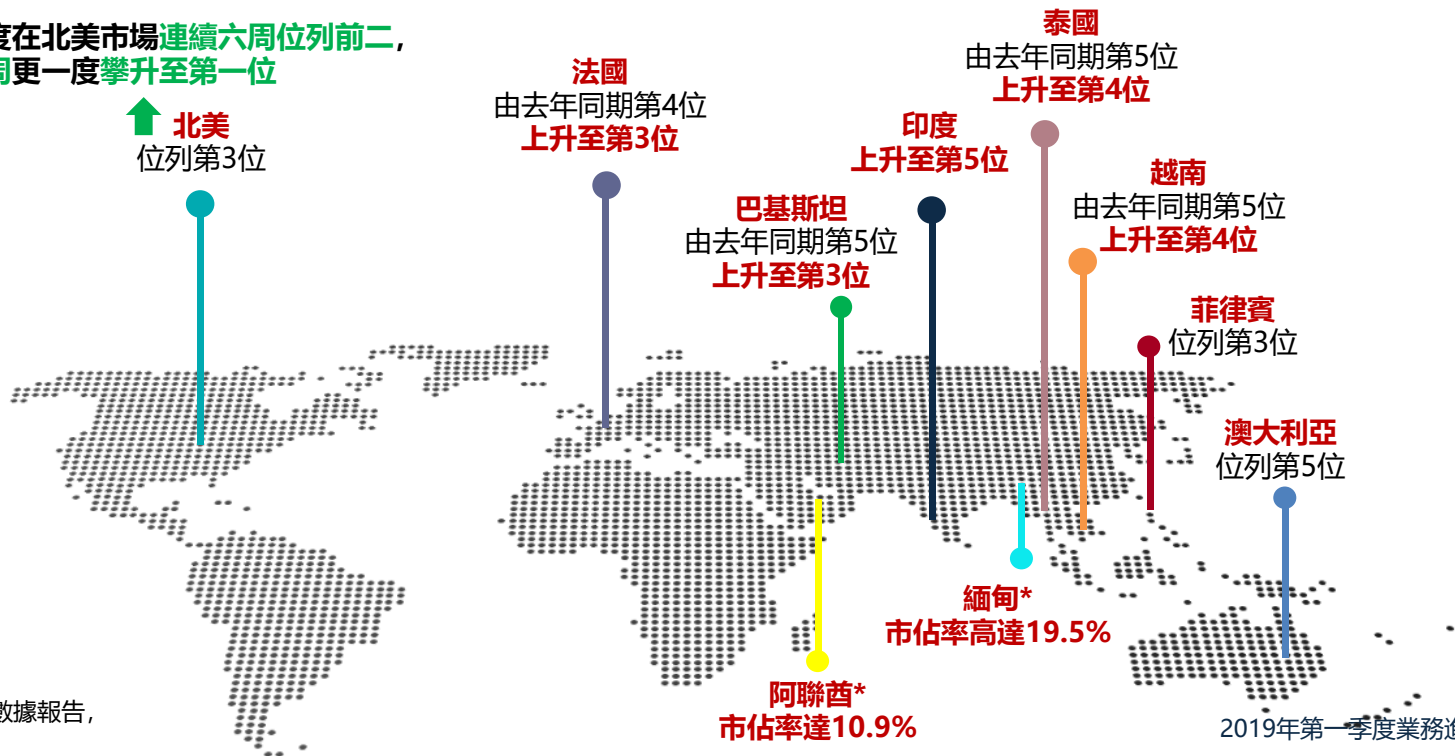 度在北美市場連續六周位列前二，
周更一度攀升至第一位
北美
位列第3位
法國
由去年同期第4位
上升至第3位
巴基斯坦
由去年同期第5位
上升至第3位
印度
上升至第5位
泰國
由去年同期第5位
上升至第4位
越南
由去年同期第5位
上升至第4位
菲律賓
位列第3位
澳大利亞
位列第5位
緬甸*
市佔率高達19.5%
阿聯酋*
市佔率達10.9%
數據報告，
2019年第一季度業務進